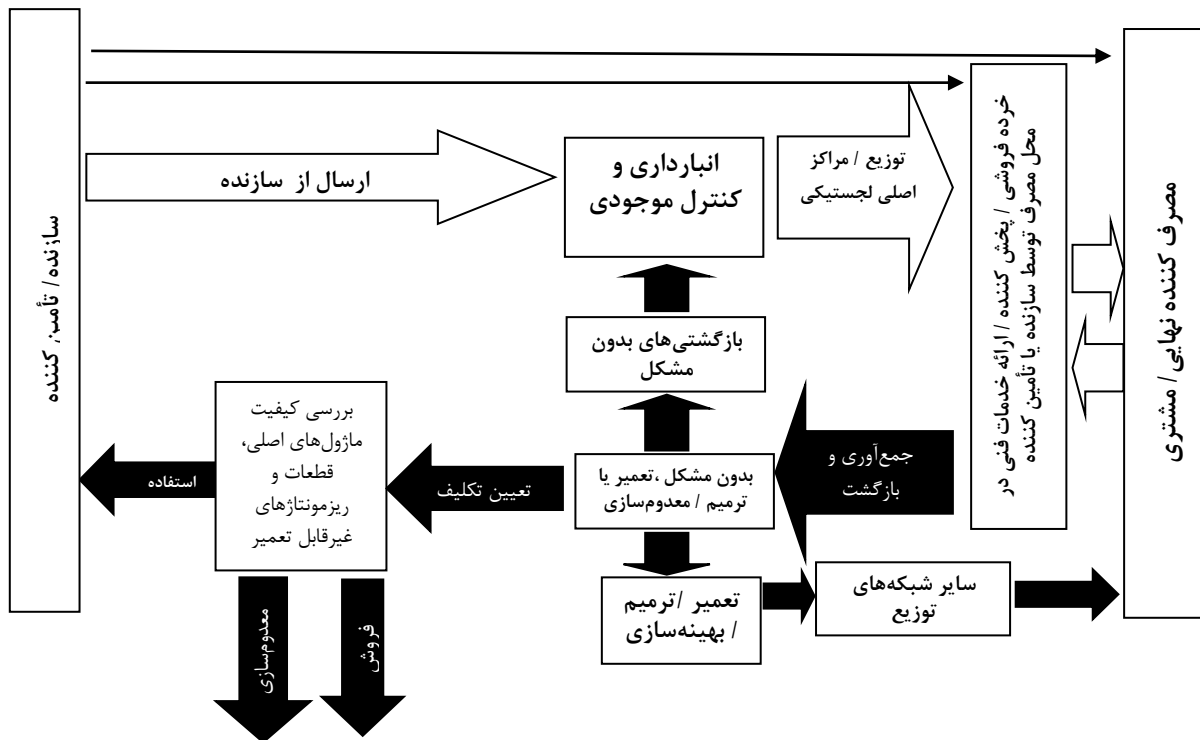 مصرف کننده نهایی/ مشتری
خرده فروشی / پخش کننده / ارائه خدمات فنی در
محل مصرف توسط سازنده یا تأمین کننده
توزیع / مراکز
اصلی لجستیکی
انبارداری و
کنترل موجودی
ارسال از سازنده
سازنده/ تأمین کننده
بازگشتی‌های بدون
مشکل
جمع‌آوری و
بازگشت
بدون مشکل ،تعمیر یا
ترمیم / معدوم‌سازی
تعیین تکلیف
بررسی کیفیت
ماژول‌های اصلی،
قطعات و
ریزمونتاژهای
غیرقابل تعمیر
استفاده
سایر شبکه‌های
توزیع
تعمیر /ترمیم
/ بهینه‌سازی
فروش
معدوم‌سازی